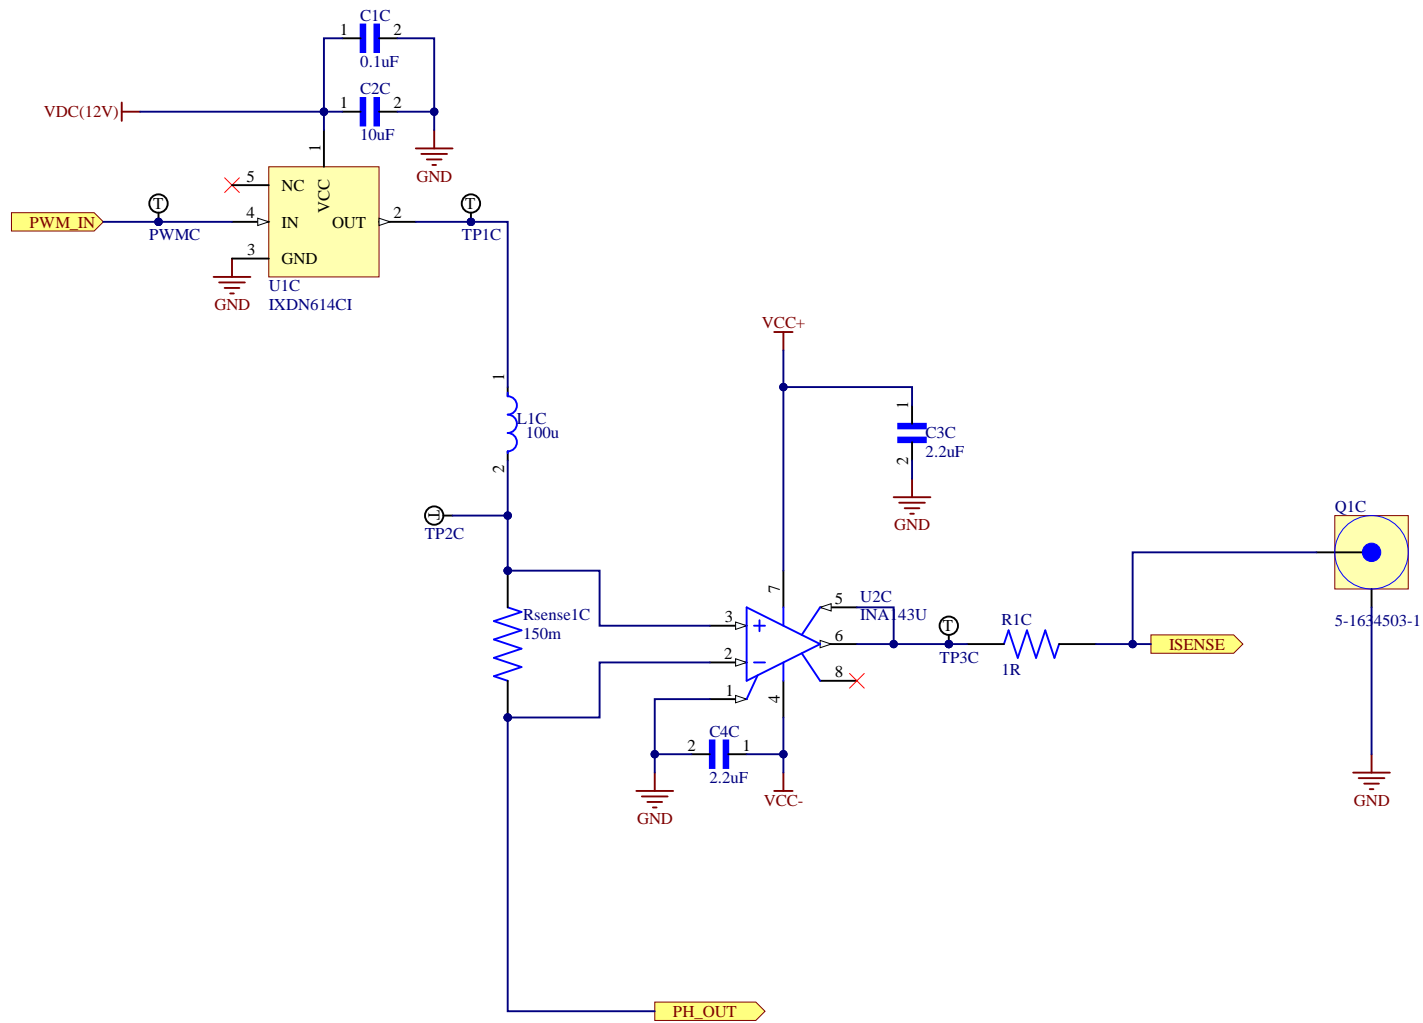 C1C
1 2
0.1uF
C2C
VDC(12V)
1 2
10uF
1
GND
5 NC
VCC
T
T
PWM_IN
4 IN
OUT 2
PWMC
TP1C
3 GND
U1C
GND
IXDN614CI
VCC+
1
L1C
100u
1
C3C
2.2uF
2
2
GND
T
TP2C
Q1C
7
5 U2C
INA143U
Rsense1C
150m
3
+
6
T
R1C
5-1634503-1
2
−
TP3C
ISENSE
1R
8
1
4
C4C
2 1
2.2uF
GND
VCC-
GND
PH_OUT